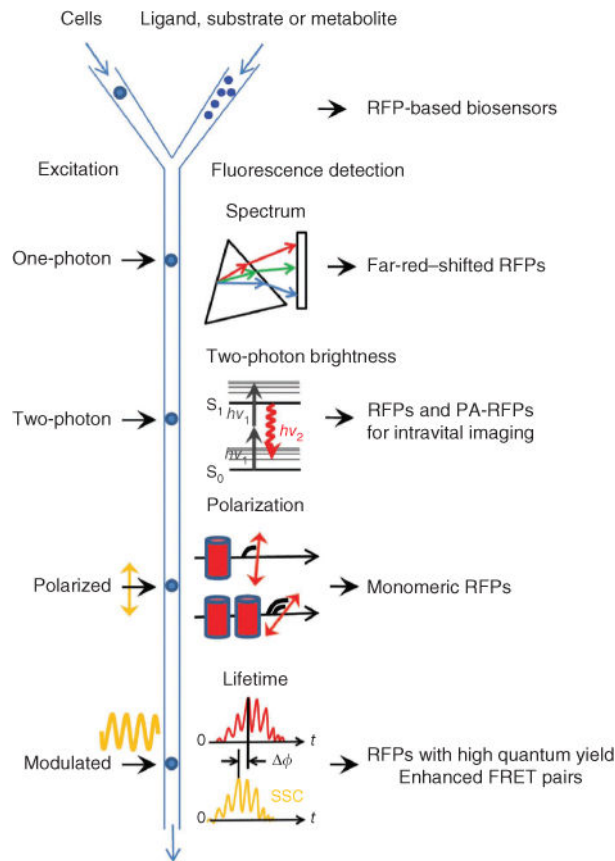 Cells
Ligand, substrate or metabolite
RFP-based biosensors
Excitation
Fluorescence detection
Spectrum
One-photon
Far-red–shifted RFPs
Two-photon brightness
S1
hν1
hν2
Two-photon
RFPs and PA-RFPs
for intravital imaging
hν1
S0
Polarization
Polarized
Monomeric RFPs
Lifetime
0
t
Modulated
Δϕ
RFPs with high quantum yield
Enhanced FRET pairs
SSC
0
t